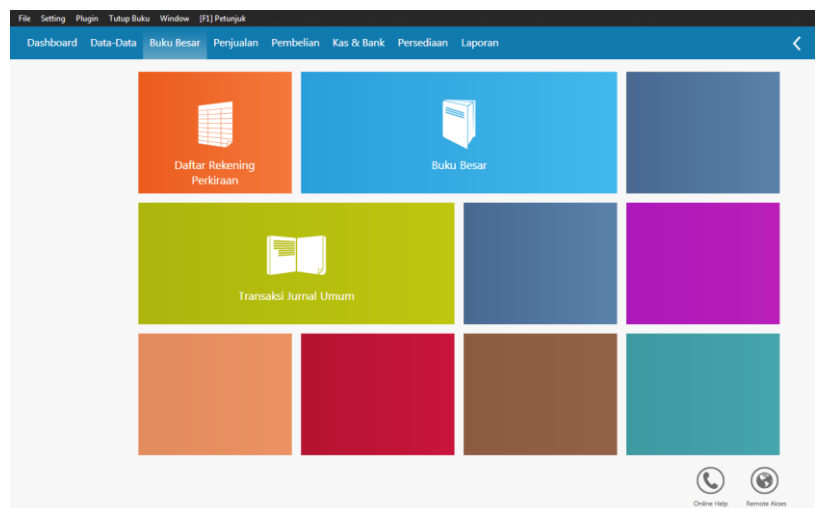 File Setting Plugin Tutup Buku Window [F1] Petunjuk
Dashboard Data-Data Buku Besar Penjualan Pembelian Kas & Bank Persediaan Laporan
Daftar Rekening
Perkiraan
Buku Besar
Transaksi Jurnal Umum
Online Help Remote Akses